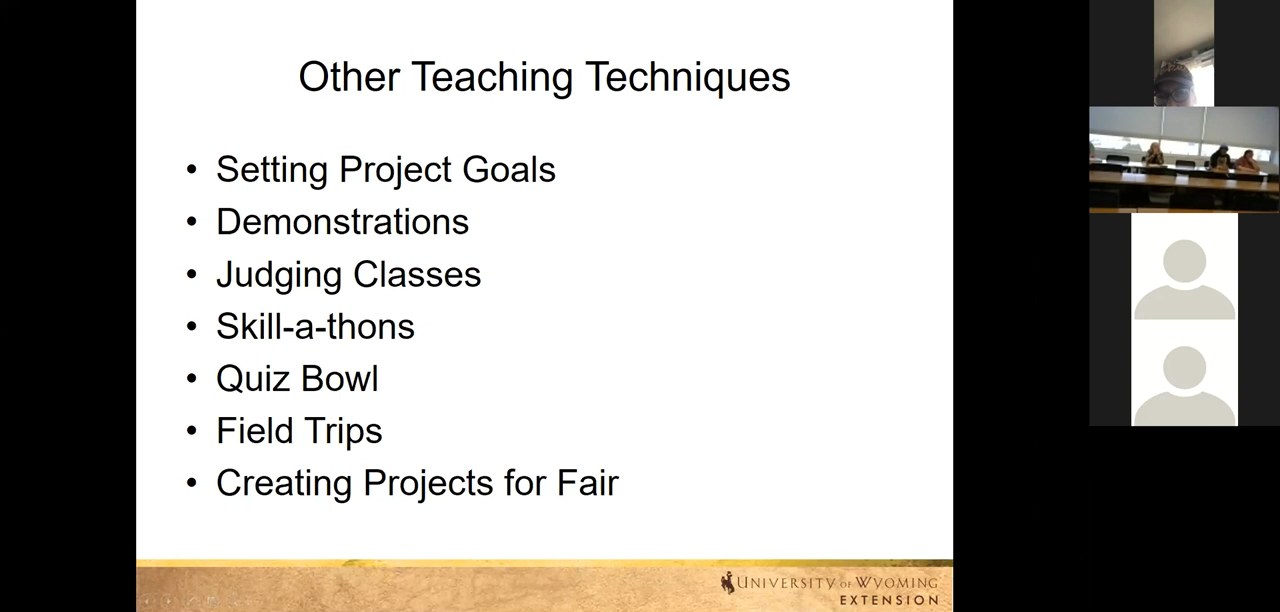 Other Teaching Techniques
• Setting Project Goals
• Demonstrations
• Judging Classes
• Skill-a-thons
• Quiz Bowl
• Field Trips
• Creating Projects for Fair
UNIVERSITY OF WYOMING
EXTENSION